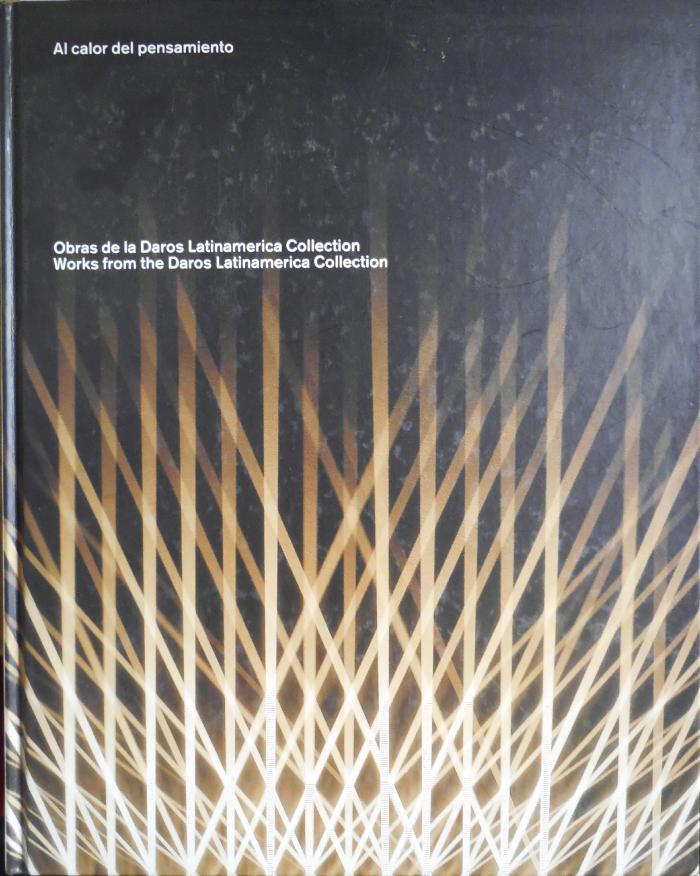 Al calor del pensamiento
Obras de la Daros Latinamerica Collection
Works from the Daros Latinamerica Collection